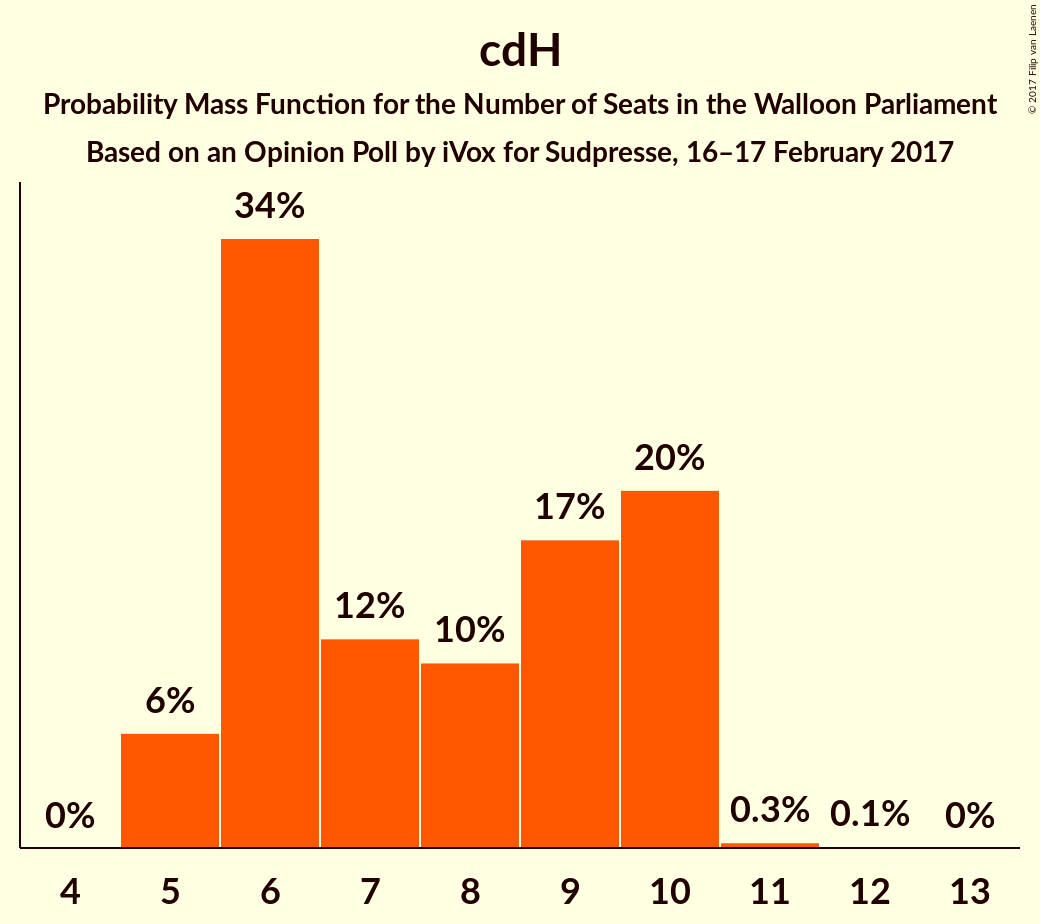 cdH
Probability Mass Function for the Number of Seats in the Walloon Parliament
Based on an Opinion Poll by iVox for Sudpresse, 16–17 February 2017
© 2017 Filip van Laenen
34%
20%
17%
12%
10%
6%
0% 0.3% 0.1% 0%
4 5 6 7 8 9 10 11 12 13